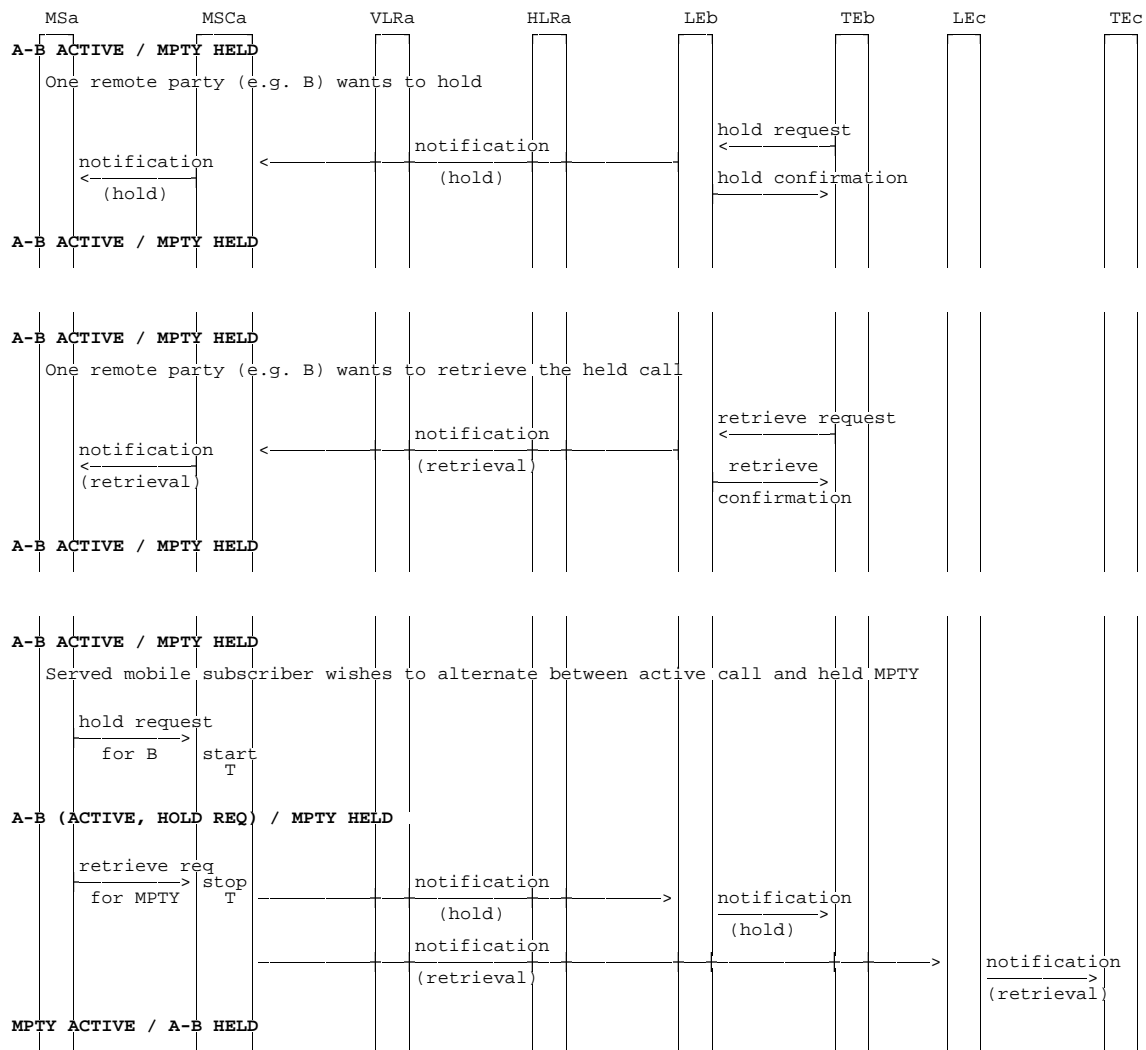 MSa MSCa VLRa HLRa LEb TEb LEc TEc
A-B ACTIVE / MPTY HELD
One remote party (e.g. B) wants to hold
hold request
notification
notification
(hold)
hold confirmation
(hold)
A-B ACTIVE / MPTY HELD
A-B ACTIVE / MPTY HELD
One remote party (e.g. B) wants to retrieve the held call
retrieve request
notification
notification
(retrieval)
retrieve
(retrieval)
confirmation
A-B ACTIVE / MPTY HELD
A-B ACTIVE / MPTY HELD
Served mobile subscriber wishes to alternate between active call and held MPTY
hold request
for B start
T
A-B (ACTIVE, HOLD REQ) / MPTY HELD
retrieve req
stop notification
for MPTY T notification
(hold)
(hold)
notification
notification
(retrieval)
(retrieval)
MPTY ACTIVE / A-B HELD